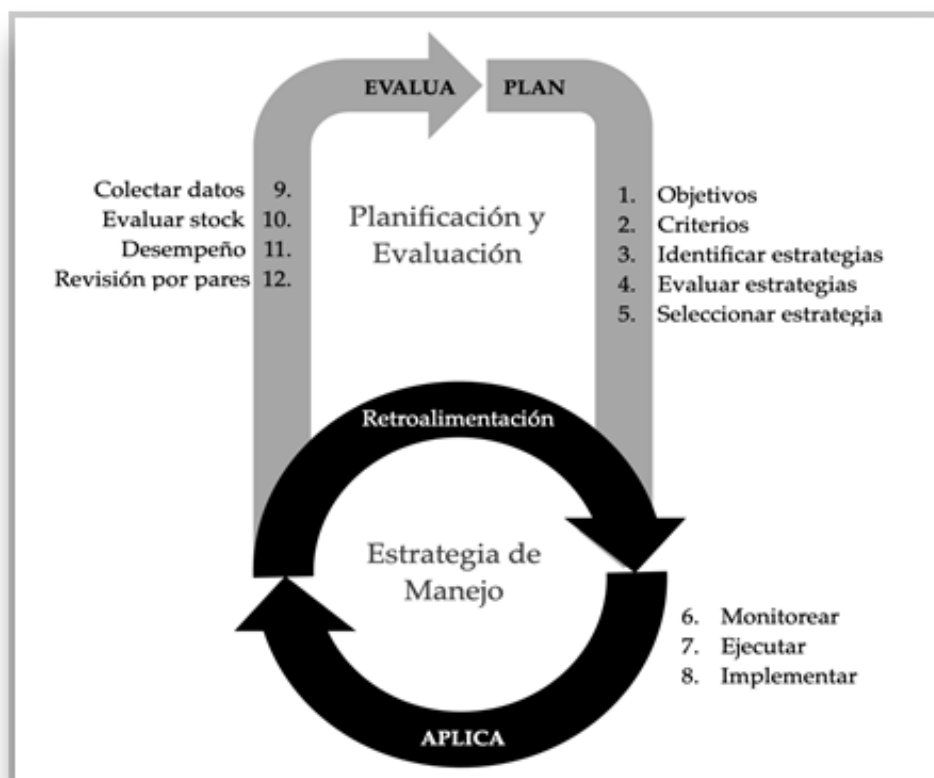 EVALUA PLAN
Colectar datos 9.
Evaluar stock 10.
Desempeño 11.
Revisión por pares 12.
Planificación y
Evaluación
1. Objetivos
2. Criterios
3. Identificar estrategias
4. Evaluar estrategias
5. Seleccionar estrategia
Retroalimentación
Estrategia de
Manejo
6. Monitorear
7. Ejecutar
8. Implementar
APLICA